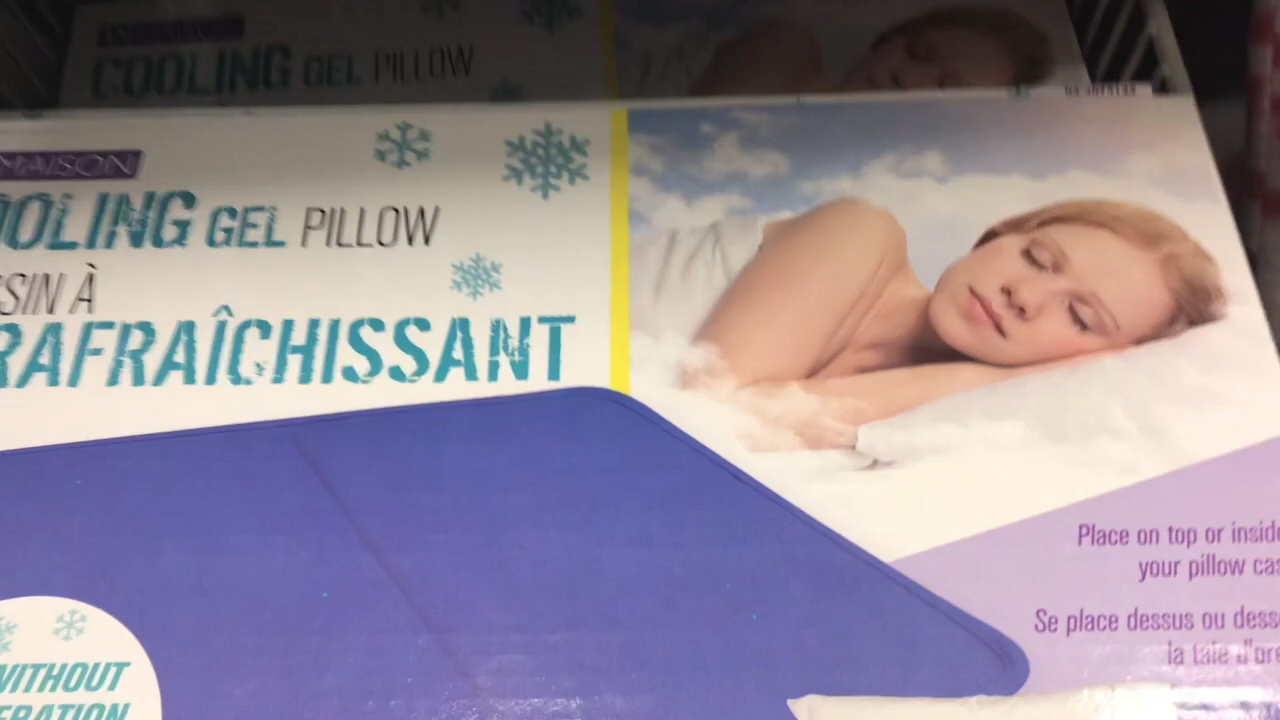 COOLING GEL PILLOW
MAISON
OOLING GEL PILLOW
SSIN À
RAFRAÎCHISSANT
Place on top or inside
your pillow cas
Se place dessus ou dess
la taie d'ore
WITHOUT
ERATION